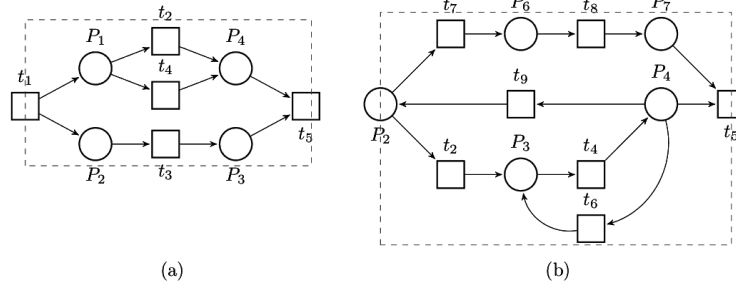 t₂
P₁
P₄
t₄
t₁
t₅
P₂
t₃
P₃
(a)
t₇
P₆
t₈
P₇
t₉
P₄
P₂
t₅
t₂
P₃
t₄
t₆
(b)